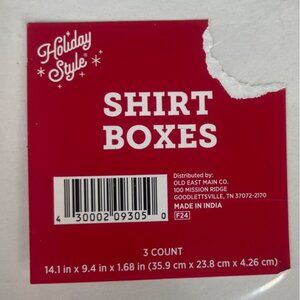 Holiday
Style
SHIRT
BOXES
Distributed by:
OLD EAST MAIN CO.
100 MISSION RIDGE
GOODLETTSVILLE, TN 37072-2170
MADE IN INDIA
F24
4 30002 09305 0
3 COUNT
14.1 in x 9.4 in x 1.68 in (35.9 cm x 23.8 cm x 4.26 cm)